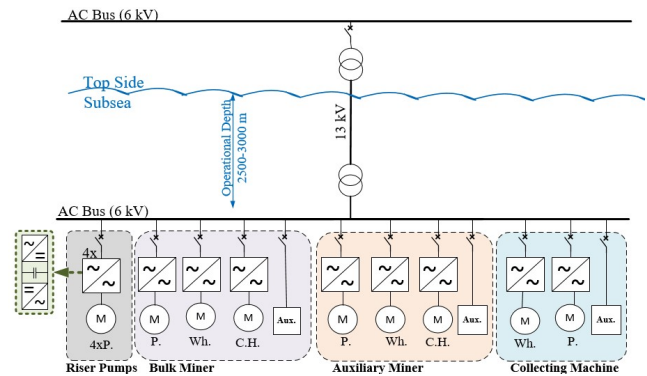 AC Bus (6 kV)
Top Side
Subsea
Operational Depth
2500-3000 m
13 kV
AC Bus (6 kV)
4x
M M M M M M M M M
Aux. Aux. Aux.
4xP. P. Wh. C.H. P. Wh. C.H. Wh. P.
Riser Pumps Bulk Miner Auxiliary Miner Collecting Machine